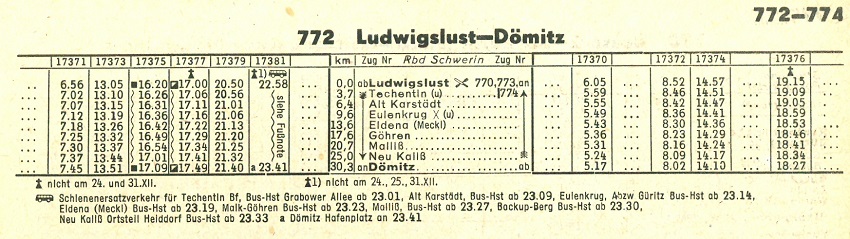 772–774
772 Ludwigslust—Dömitz
17371 17373 17375 17377 17379 17381 km Zug Nr Rbd Schwerin Zug Nr 17370 17372 17374 17376
.. 6.56 13.05 ■16.20 17.00 20.50 22.58 ... 0,0 ab Ludwigslust 770,773. an ... 6.05 ... 8.52 14.57 ... 19.15 ...
... 7.02 13.10 16.26 17.06 20.56 ... 3,7 Techentin (u) 774 ... 5.59 ... 8.46 14.51 ... 19.09 ...
... 7.07 13.15 16.31 17.11 21.01 ... 6,4 Alt Karstädt ... 5.55 ... 8.42 14.47 ... 19.05 ...
... 7.12 13.19 16.36 17.16 21.06 siehe Fußnote ... 9,6 Eulenkrug (u) ... 5.49 ... 8.36 14.41 ... 18.59 ...
... 7.18 13.26 16.42 17.22 21.13 ... 13,6 Eldena (Meckl) ... 5.43 ... 8.30 14.36 ... 18.53 ...
... 7.25 13.32 16.49 17.29 21.20 ... 17,6 Göhren ... 5.36 ... 8.23 14.29 ... 18.46 ...
... 7.30 13.37 16.54 17.34 21.25 ... 20,7 Malliß ... 5.31 ... 8.16 14.24 ... 18.41 ...
... 7.37 13.44 17.01 17.41 21.32 ... 25,0 Neu Kaliß ... 5.24 ... 8.09 14.17 ... 18.34 ...
... 7.45 13.51 ■17.09 17.49 21.40 a 23.41 ... 30,3 an Dömitz ab ... 5.17 ... 8.02 14.10 ... 18.27 ...
nicht am 24. und 31.XII. 1) nicht am 24., 25., 31.XII.
Schienenersatzverkehr für Techentin Bf, Bus-Hst Grabower Allee ab 23.01, Alt Karstädt, Bus-Hst ab 23.09, Eulenkrug, Abzw Güritz Bus-Hst ab 23.14,
Eldena (Meckl) Bus-Hst ab 23.19, Malk-Göhren Bus-Hst ab 23.23, Malliß, Bus-Hst ab 23.27, Bockup-Berg Bus-Hst ab 23.30,
Neu Kaliß Ortsteil Heiddorf Bus-Hst ab 23.33 a Dömitz Hafenplatz an 23.41